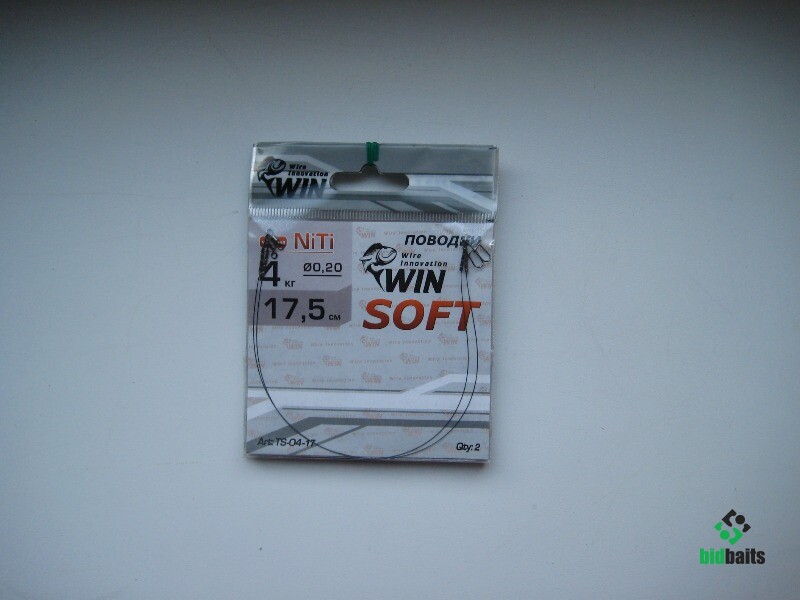 Wire
Innovation
WIN
NiTi
ПОВОДКИ
4 кг
Ø0,20
17,5 см
Wire
Innovation
WIN
SOFT
Art: TS-04-17
Qty: 2
bidbaits